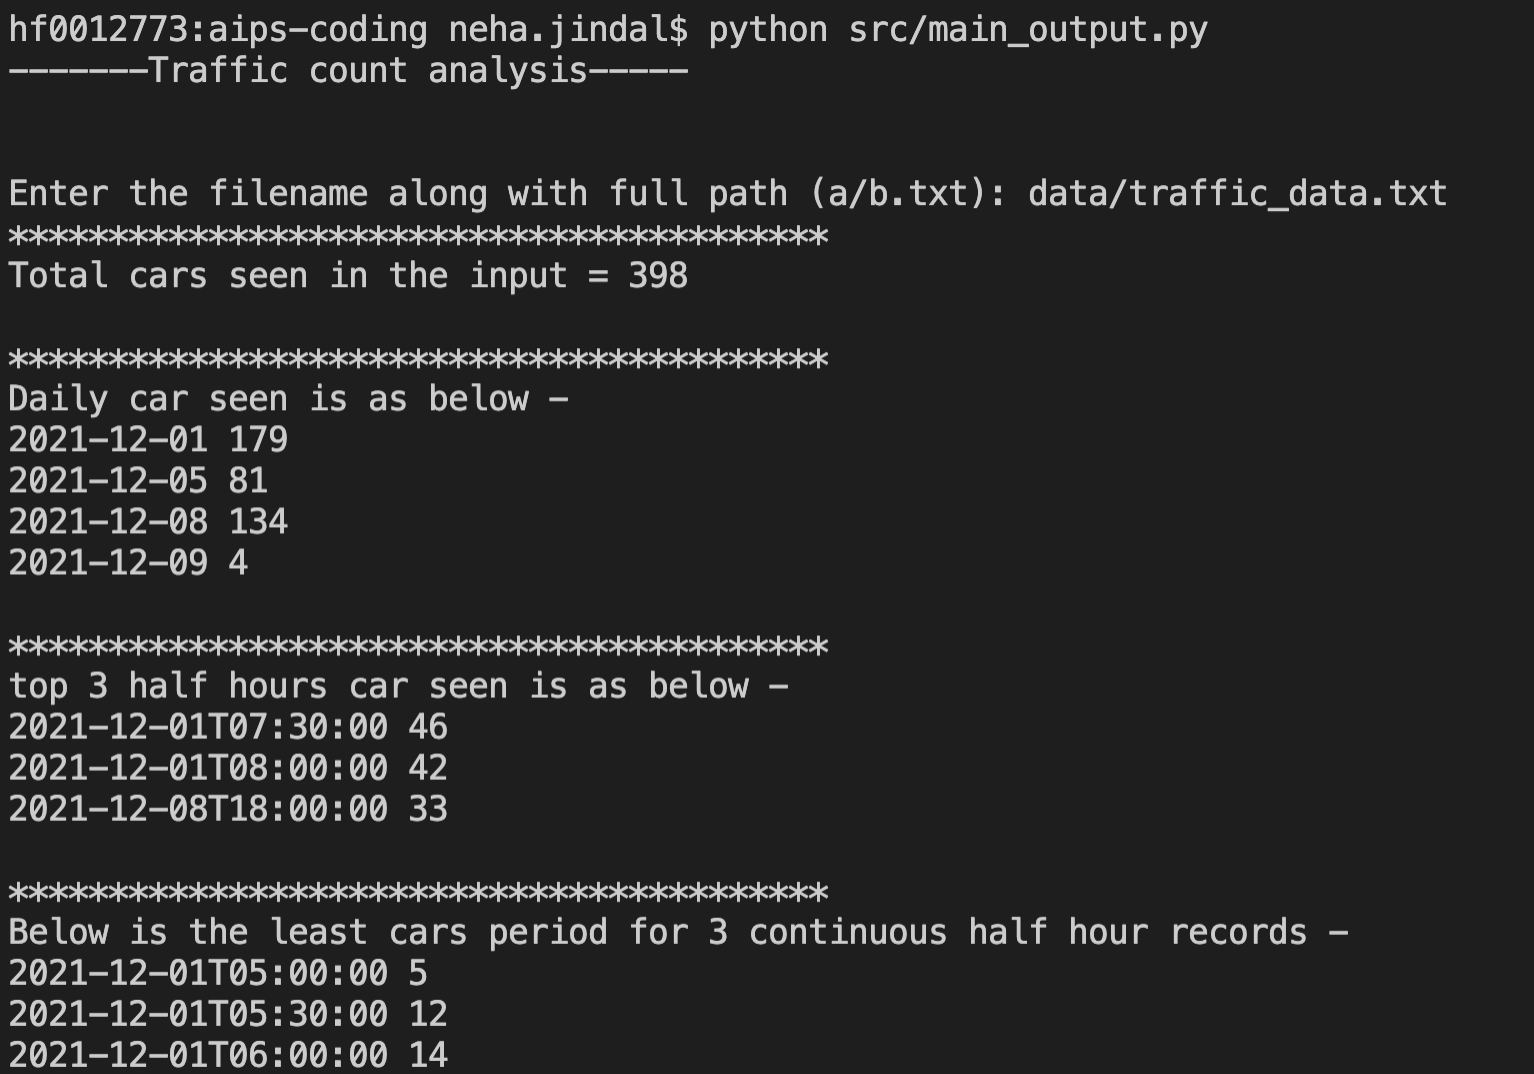 hf0012773:aips-coding neha.jindal$ python src/main_output.py
-------Traffic count analysis-----
Enter the filename along with full path (a/b.txt): data/traffic_data.txt
*****************************************
Total cars seen in the input = 398
*****************************************
Daily car seen is as below -
2021-12-01 179
2021-12-05 81
2021-12-08 134
2021-12-09 4
*****************************************
top 3 half hours car seen is as below -
2021-12-01T07:30:00 46
2021-12-01T08:00:00 42
2021-12-08T18:00:00 33
*****************************************
Below is the least cars period for 3 continuous half hour records -
2021-12-01T05:00:00 5
2021-12-01T05:30:00 12
2021-12-01T06:00:00 14